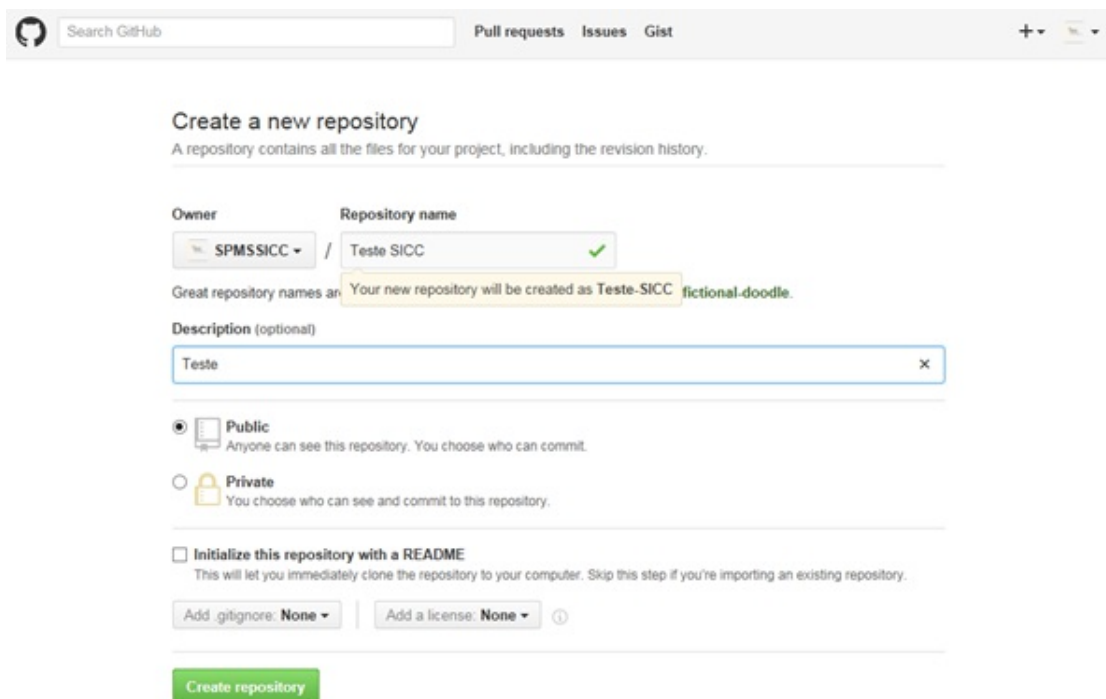 Search GitHub Pull requests Issues Gist
Create a new repository
A repository contains all the files for your project, including the revision history.
Owner Repository name
SPMSSICC / Teste SICC
Great repository names are Your new repository will be created as Teste-SICC fictional-doodle.
Description (optional)
Teste
Public
Anyone can see this repository. You choose who can commit.
Private
You choose who can see and commit to this repository.
Initialize this repository with a README
This will let you immediately clone the repository to your computer. Skip this step if you're importing an existing repository.
Add .gitignore: None Add a license: None
Create repository